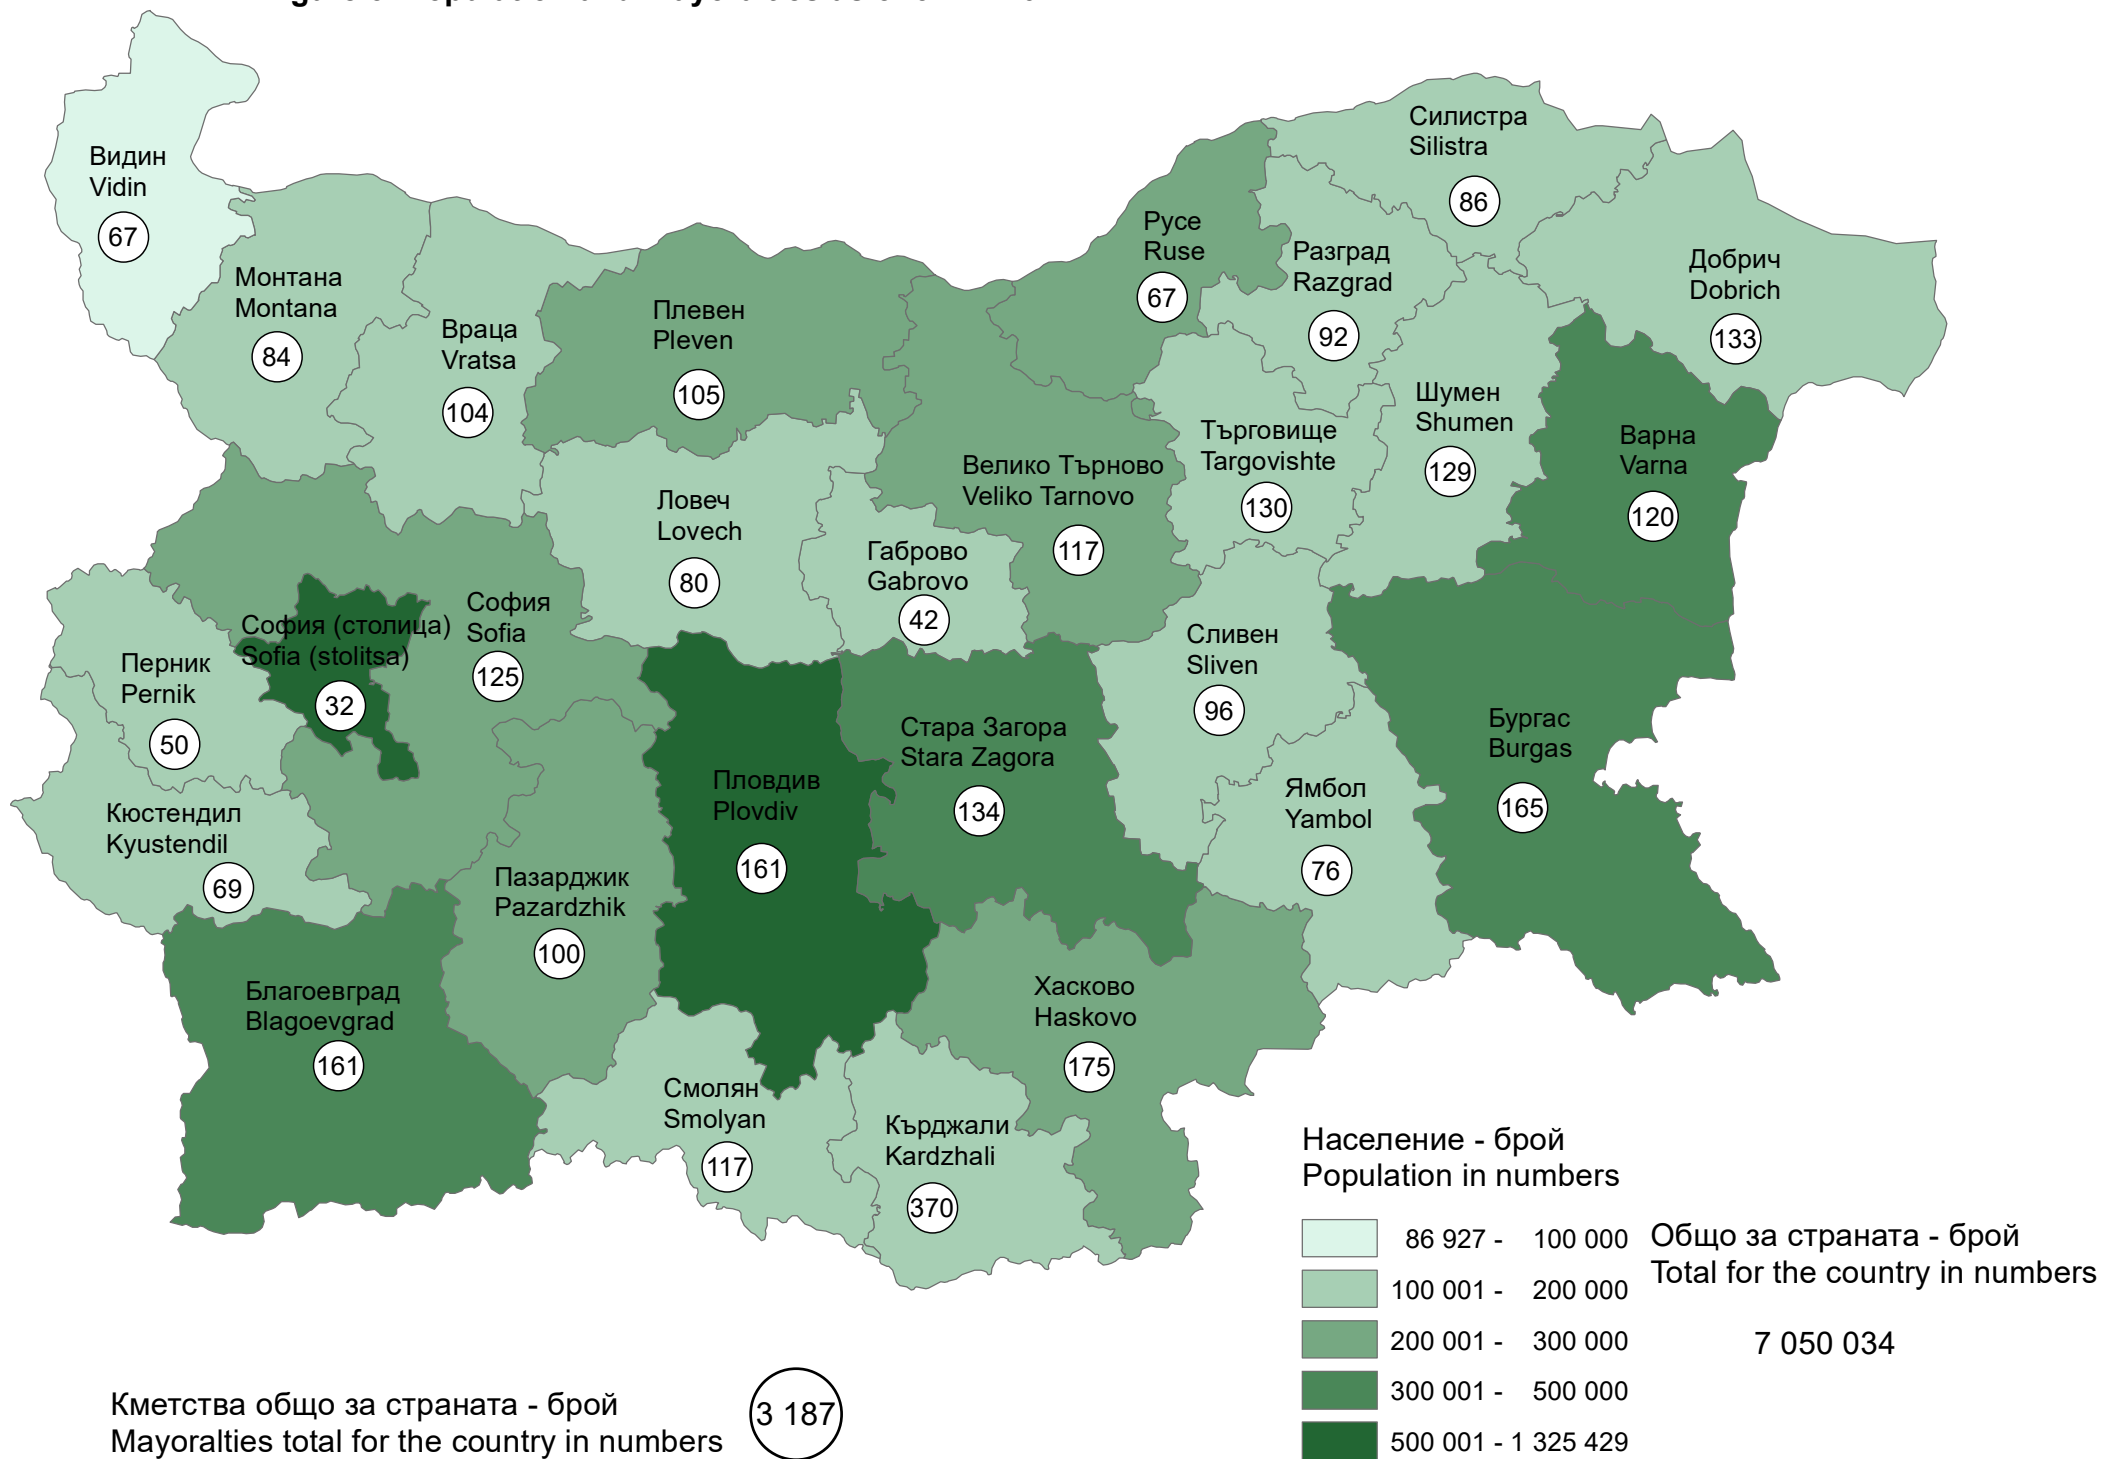 Силистра
Silistra
86
Видин
Vidin
67
Русе
Ruse
67
Разград
Razgrad
92
Добрич
Dobrich
133
Монтана
Montana
84
Враца
Vratsa
104
Плевен
Pleven
105
Шумен
Shumen
129
Търговище
Targovishte
130
Варна
Varna
120
Велико Търново
Veliko Tarnovo
117
Ловеч
Lovech
80
Габрово
Gabrovo
42
София (столица)
Sofia (stolitsa)
32
София
Sofia
125
Перник
Pernik
50
Сливен
Sliven
96
Кюстендил
Kyustendil
69
Пловдив
Plovdiv
161
Стара Загора
Stara Zagora
134
Ямбол
Yambol
76
Бургас
Burgas
165
Пазарджик
Pazardzhik
100
Благоевград
Blagoevgrad
161
Хасково
Haskovo
175
Смолян
Smolyan
117
Кърджали
Kardzhali
370
Население - брой
Population in numbers
86 927 - 100 000
100 001 - 200 000
200 001 - 300 000
300 001 - 500 000
500 001 - 1 325 429
Общо за страната - брой
Total for the country in numbers
7 050 034
Кметства общо за страната - брой
Mayoralties total for the country in numbers
3 187